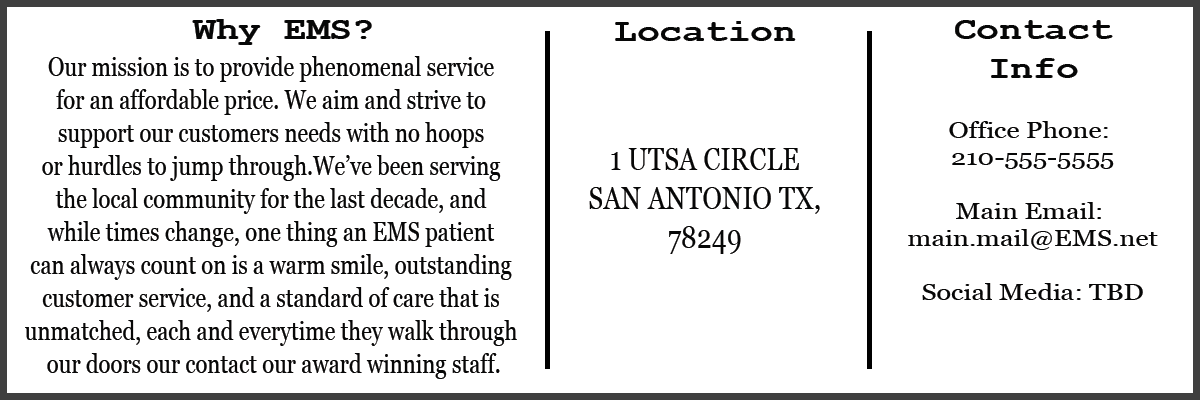 Why EMS?
Our mission is to provide phenomenal service
for an affordable price. We aim and strive to
support our customers needs with no hoops
or hurdles to jump through.We’ve been serving
the local community for the last decade, and
while times change, one thing an EMS patient
can always count on is a warm smile, outstanding
customer service, and a standard of care that is
unmatched, each and everytime they walk through
our doors our contact our award winning staff.
Location
1 UTSA CIRCLE
SAN ANTONIO TX,
78249
Contact
Info
Office Phone:
210-555-5555
Main Email:
main.mail@EMS.net
Social Media: TBD